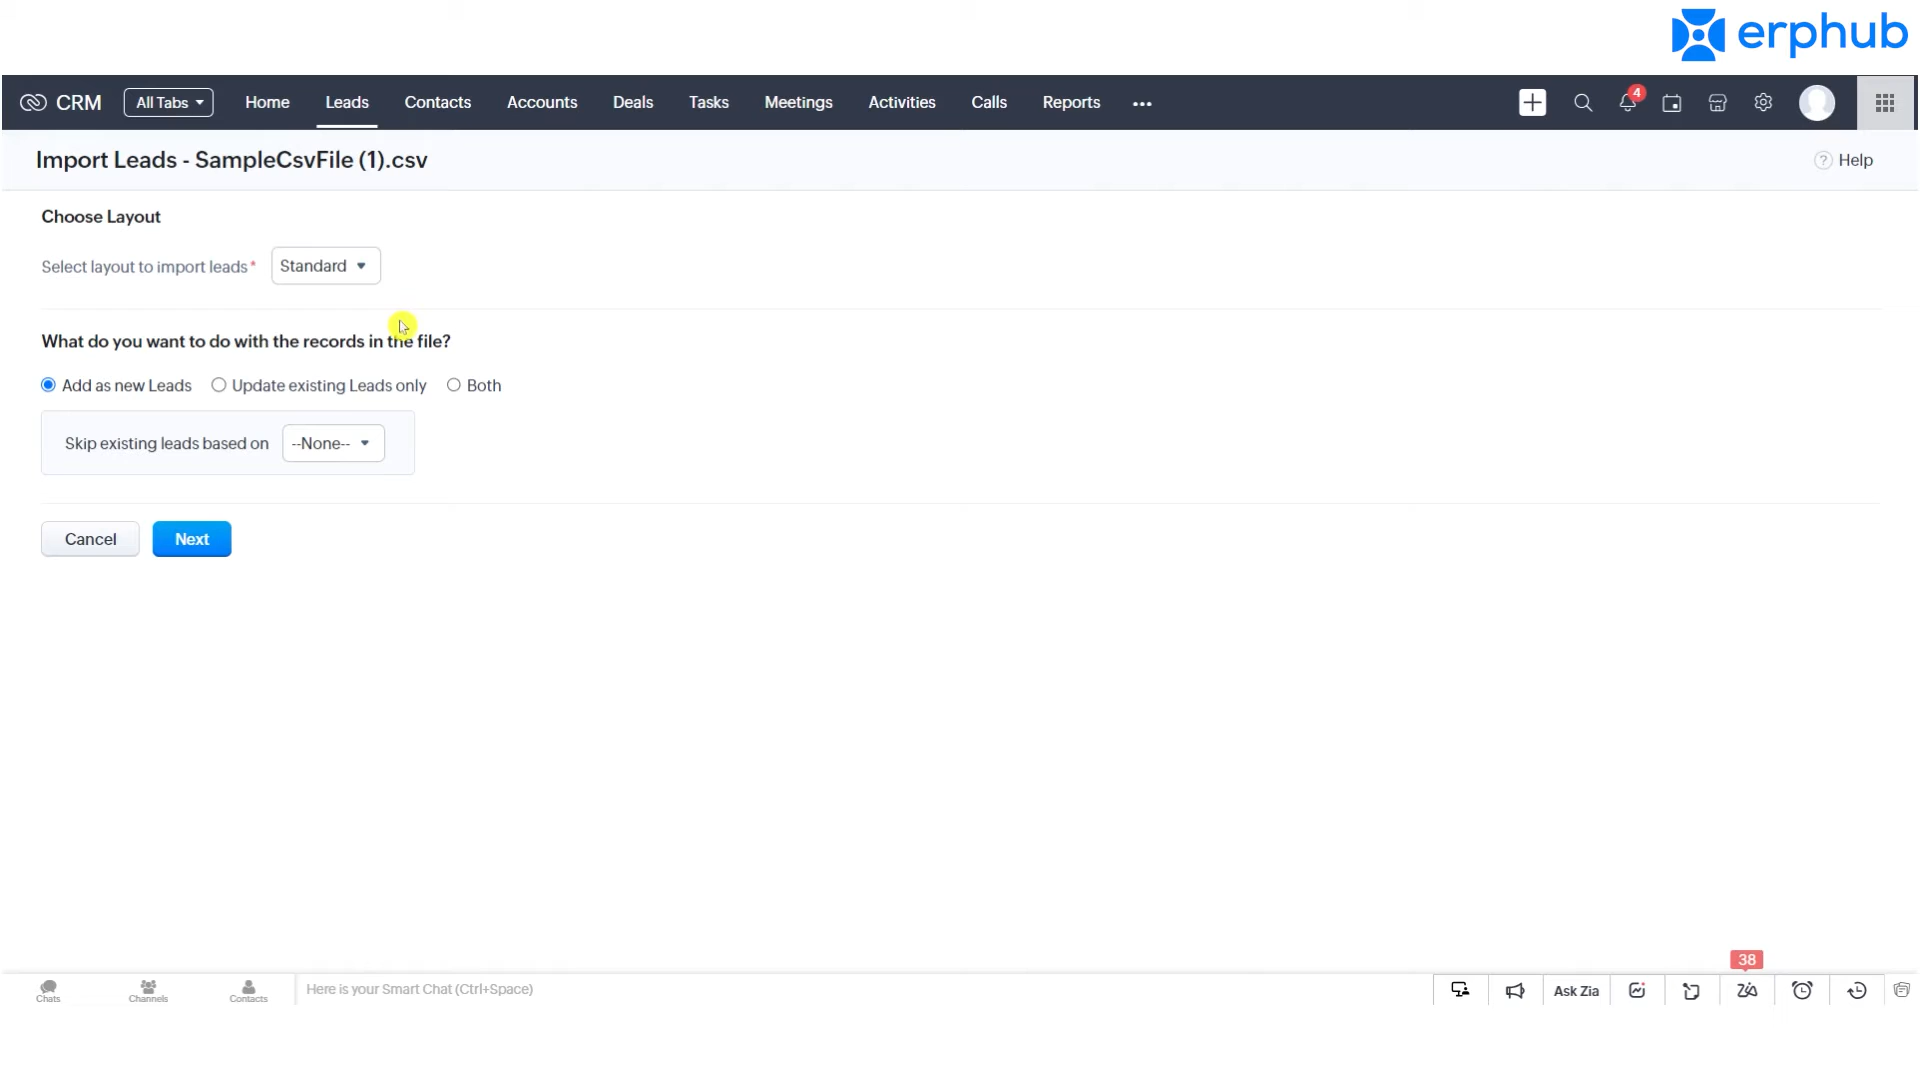 erphub
CRM All Tabs Home Leads Contacts Accounts Deals Tasks Meetings Activities Calls Reports ••• 4
Import Leads - SampleCsvFile (1).csv ? Help
Choose Layout
Select layout to import leads* Standard
What do you want to do with the records in the file?
Add as new Leads Update existing Leads only Both
Skip existing leads based on --None--
Cancel Next
38
Chats Channels Contacts Here is your Smart Chat (Ctrl+Space) Ask Zia